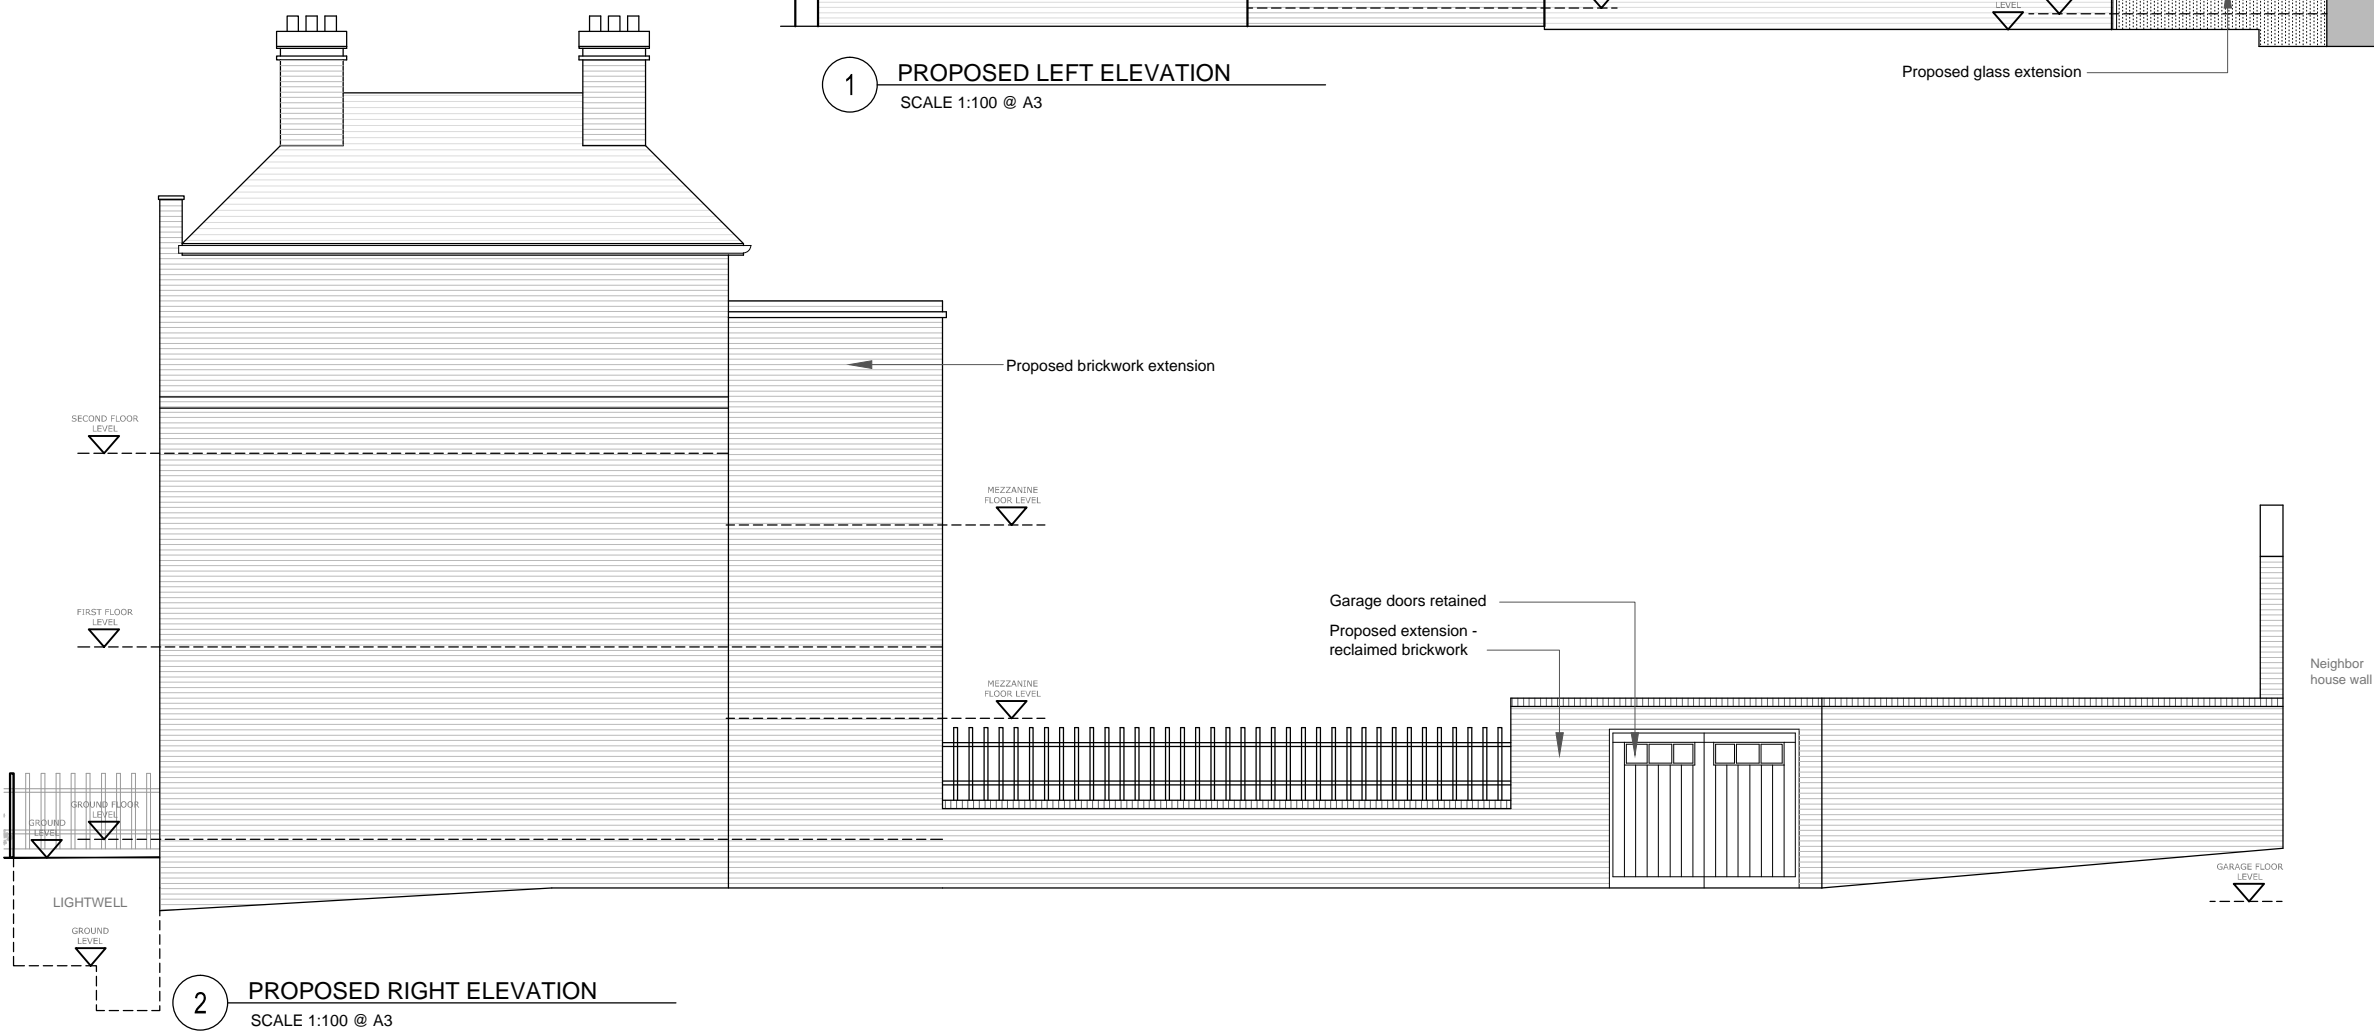 LEVEL
1
PROPOSED LEFT ELEVATION
SCALE 1:100 @ A3
Proposed glass extension
Proposed brickwork extension
SECOND FLOOR
LEVEL
MEZZANINE
FLOOR LEVEL
FIRST FLOOR
LEVEL
Garage doors retained
Proposed extension -
reclaimed brickwork
Neighbor
house wall
MEZZANINE
FLOOR LEVEL
GROUND FLOOR
LEVEL
GROUND
LEVEL
GARAGE FLOOR
LEVEL
LIGHTWELL
GROUND
LEVEL
2
PROPOSED RIGHT ELEVATION
SCALE 1:100 @ A3